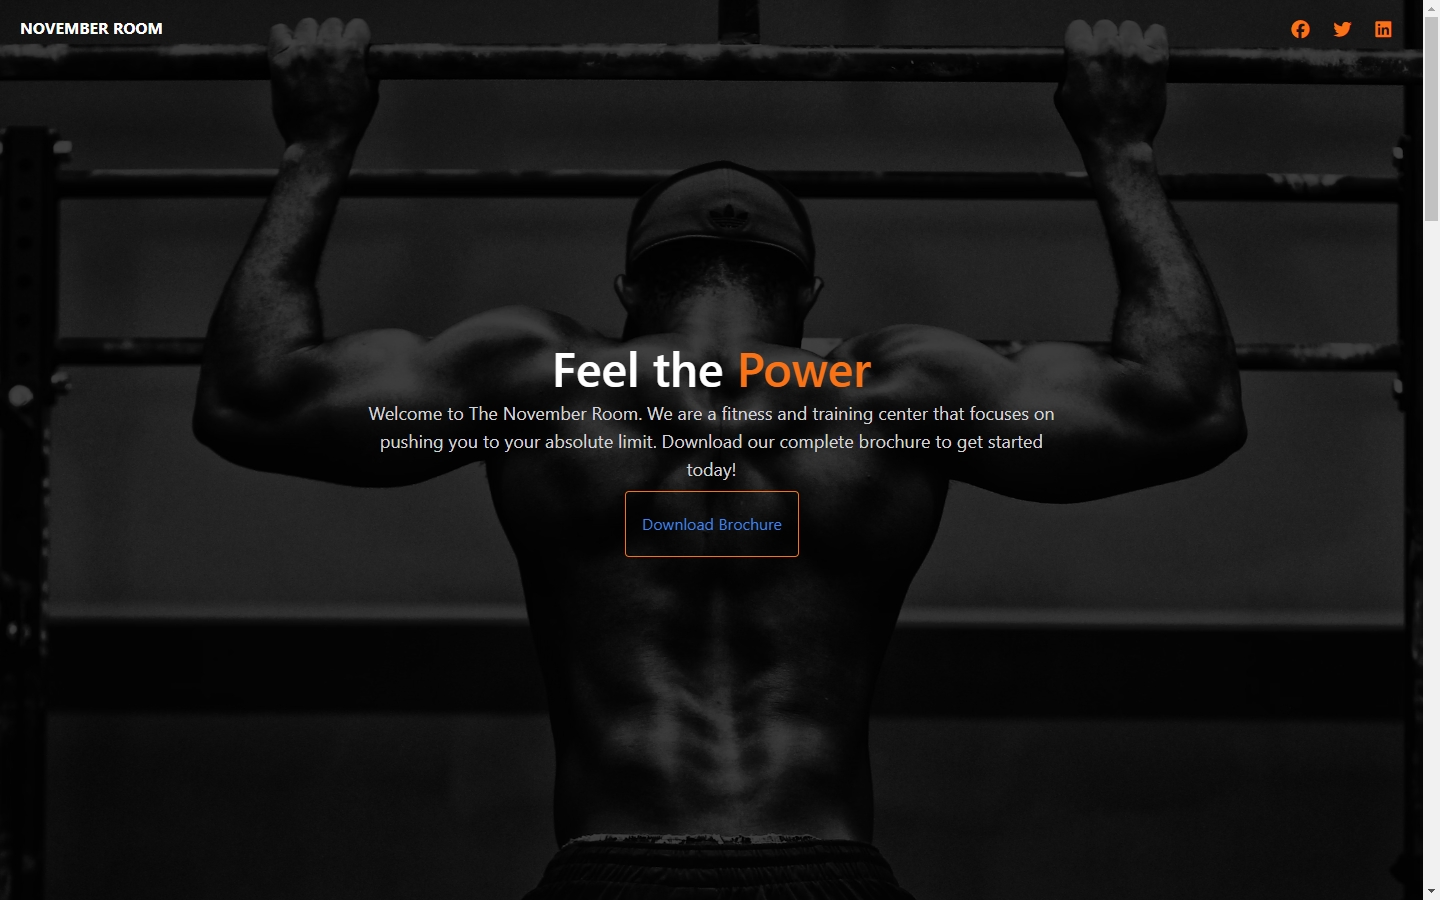 NOVEMBER ROOM
Feel the Power
Welcome to The November Room. We are a fitness and training center that focuses on
pushing you to your absolute limit. Download our complete brochure to get started
today!
Download Brochure